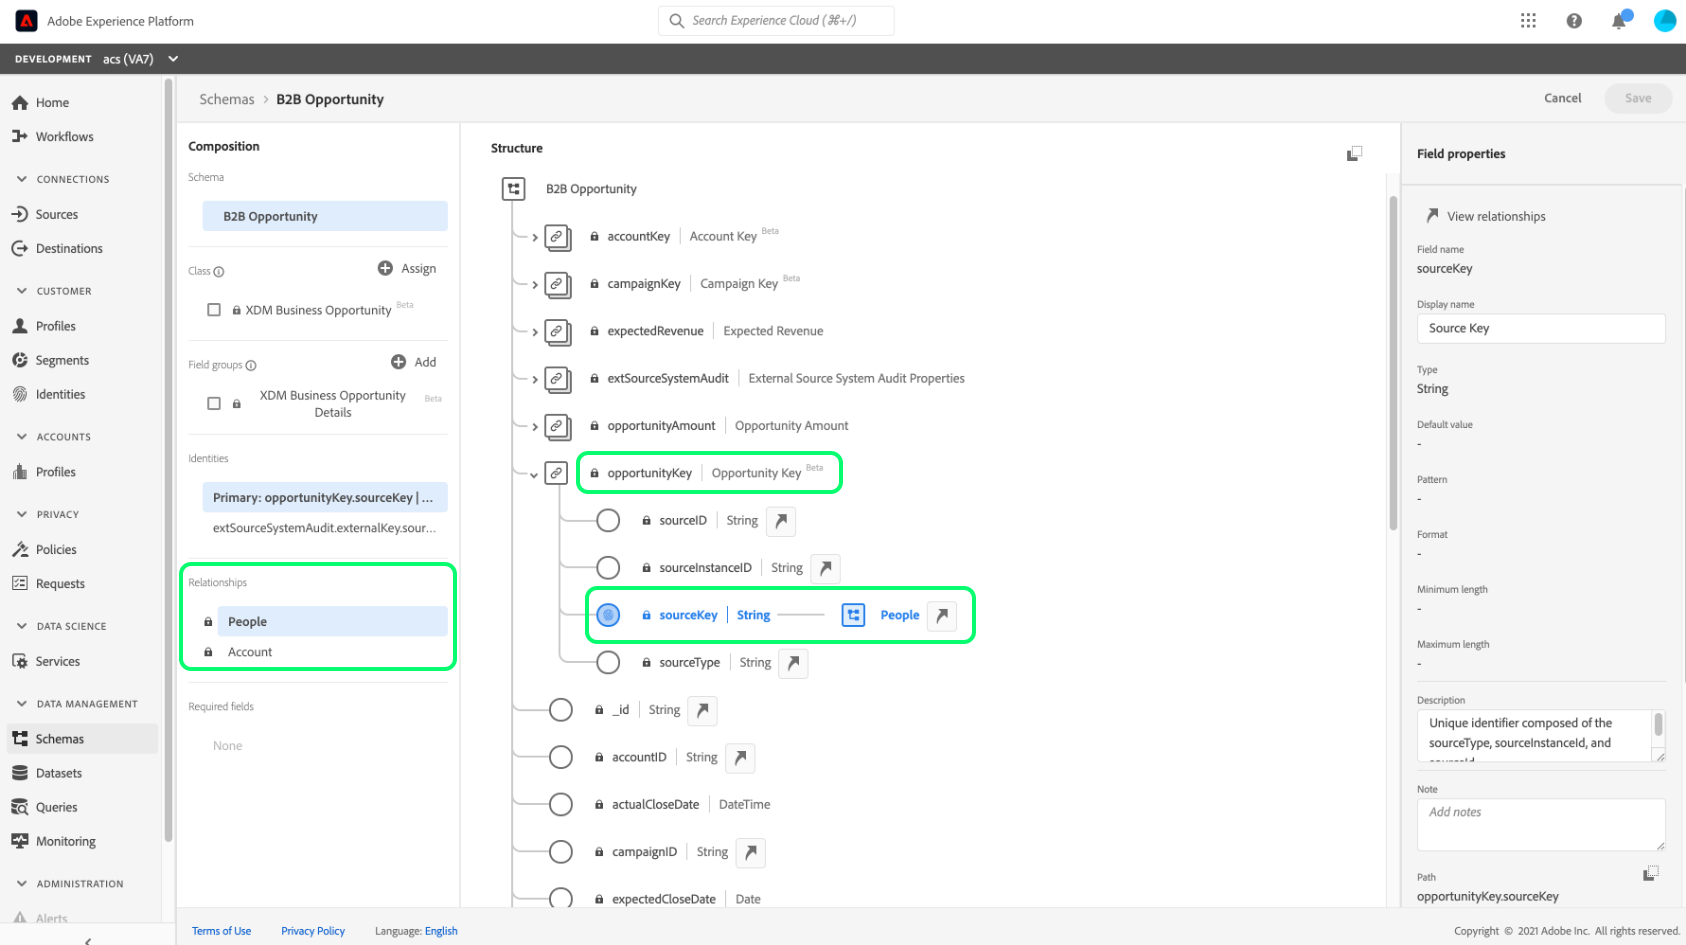 Adobe Experience Platform
Search Experience Cloud (⌘+/)
DEVELOPMENT acs (VA7)
Home
Workflows
CONNECTIONS
Sources
Destinations
CUSTOMER
Profiles
Segments
Identities
ACCOUNTS
Profiles
PRIVACY
Policies
Requests
DATA SCIENCE
Services
DATA MANAGEMENT
Schemas
Datasets
Queries
Monitoring
ADMINISTRATION
Alerts
Schemas > B2B Opportunity
Cancel
Save
Composition
Schema
B2B Opportunity
Class
Assign
XDM Business Opportunity Beta
Field groups
Add
XDM Business Opportunity Beta
Details
Identities
Primary: opportunityKey.sourceKey | ...
extSourceSystemAudit.externalKey.sour...
Relationships
People
Account
Required fields
None
Structure
B2B Opportunity
accountKey | Account Key Beta
campaignKey | Campaign Key Beta
expectedRevenue | Expected Revenue
extSourceSystemAudit | External Source System Audit Properties
opportunityAmount | Opportunity Amount
opportunityKey | Opportunity Key Beta
sourceID | String
sourceInstanceID | String
sourceKey | String People
sourceType | String
_id | String
accountID | String
actualCloseDate | DateTime
campaignID | String
expectedCloseDate | Date
Field properties
View relationships
Field name
sourceKey
Display name
Source Key
Type
String
Default value
-
Pattern
-
Format
-
Minimum length
-
Maximum length
-
Description
Unique identifier composed of the
sourceType, sourceInstanceId, and
Note
Add notes
Path
opportunityKey.sourceKey
Terms of Use
Privacy Policy
Language: English
Copyright © 2021 Adobe Inc. All rights reserved.